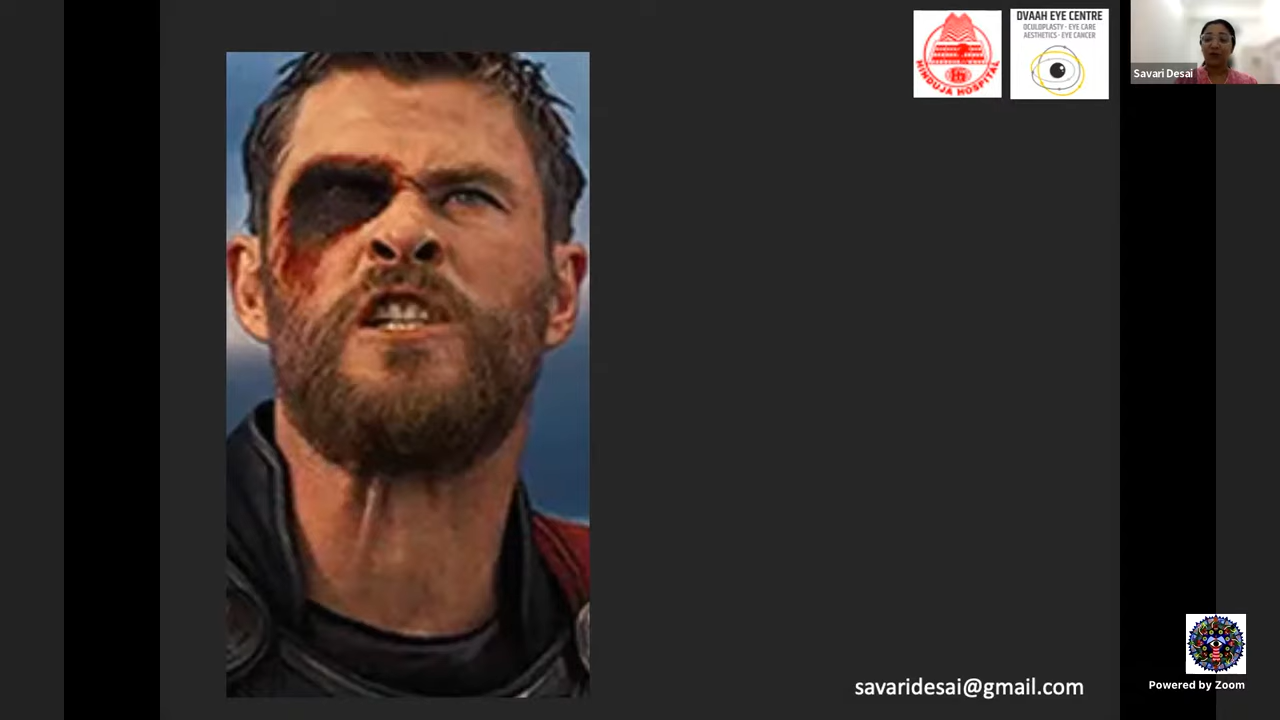 HINDUJA HOSPITAL
DVAAH EYE CENTRE
OCULOPLASTY - EYE CARE
AESTHETICS - EYE CANCER
Savari Desai
savaridesai@gmail.com
Powered by Zoom